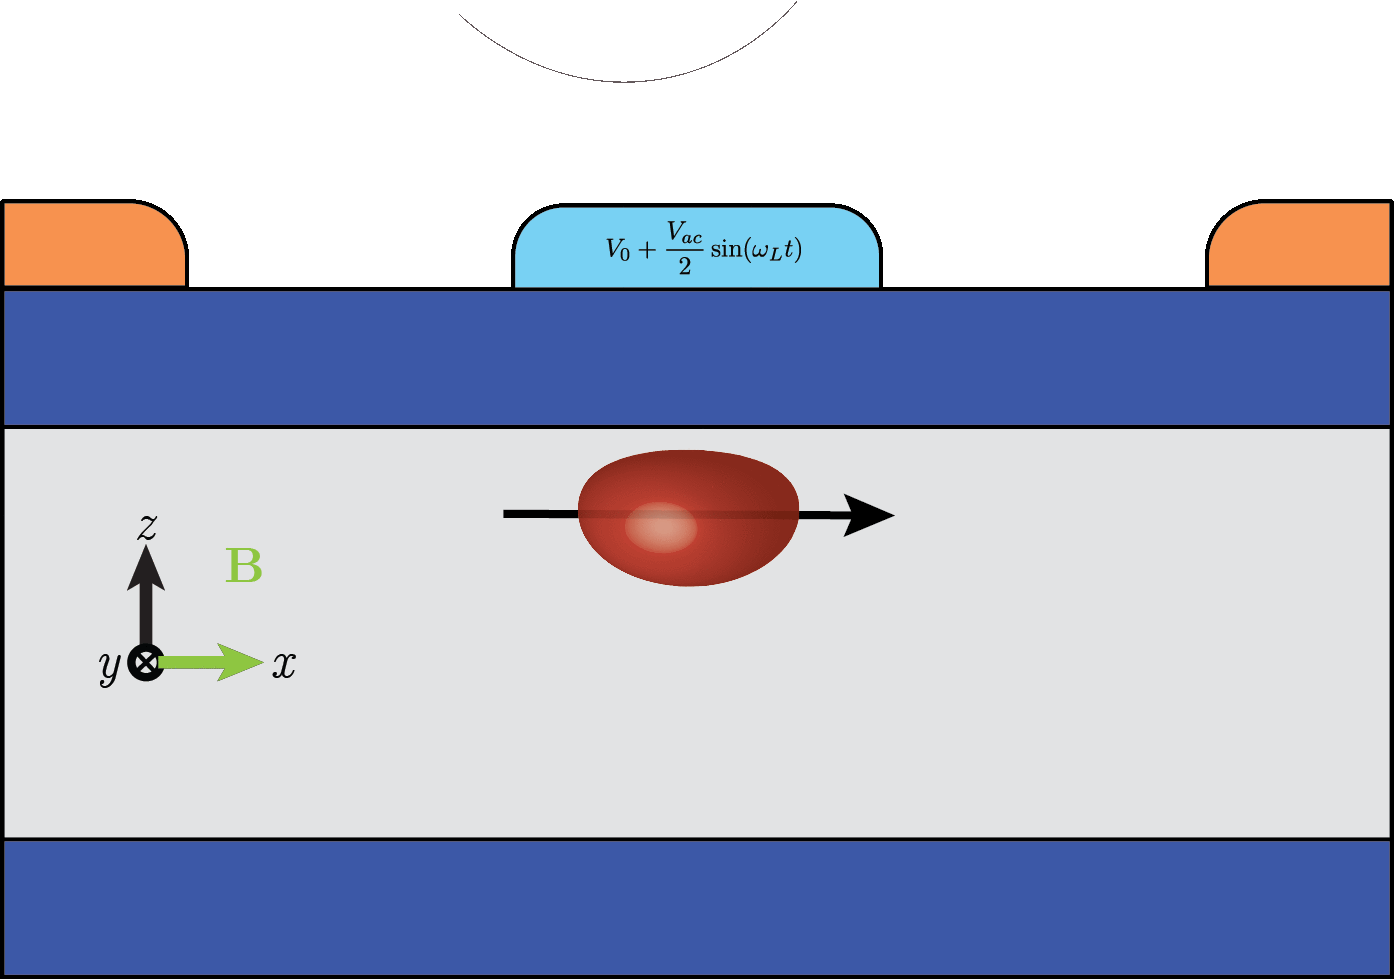 V_0 + \frac{V_{ac}}{2} \sin(\omega_L t)
z
B
y
x